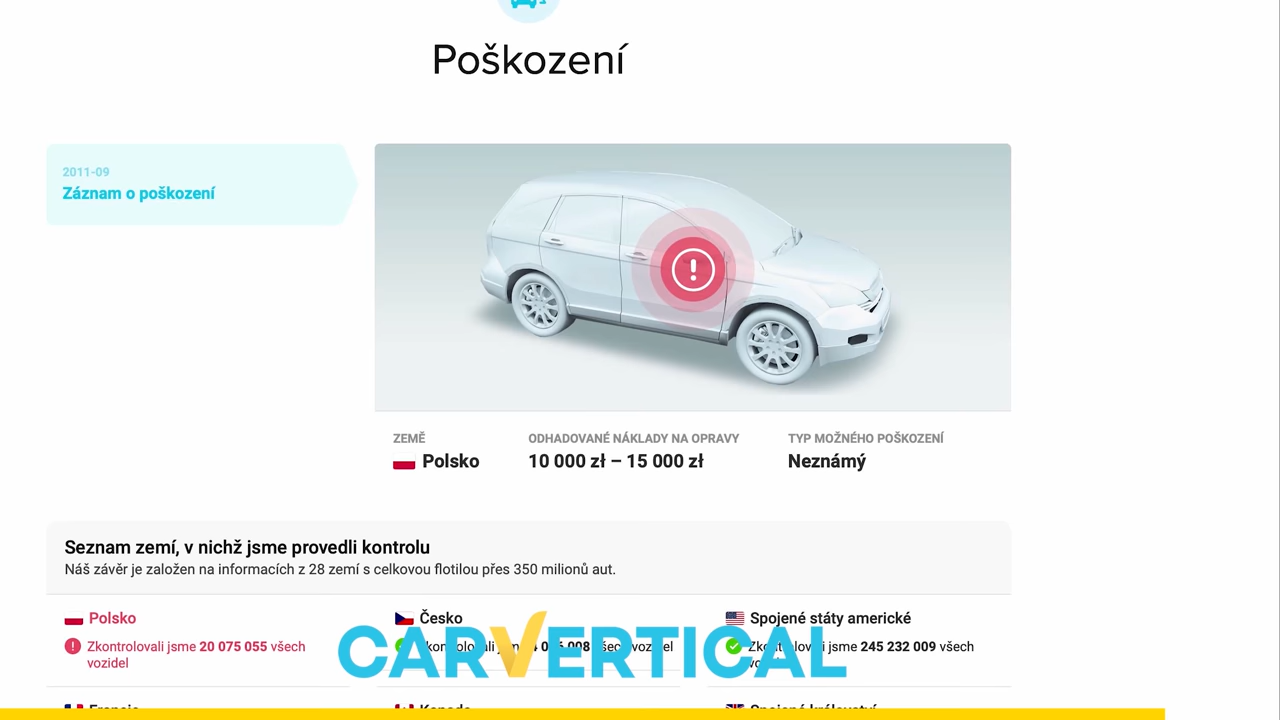 Poškození
2011-09
Záznam o poškození
ZEMĚ
Polsko
ODHADOVANÉ NÁKLADY NA OPRAVY
10 000 zł – 15 000 zł
TYP MOŽNÉHO POŠKOZENÍ
Neznámý
Seznam zemí, v nichž jsme provedli kontrolu
Náš závěr je založen na informacích z 28 zemí s celkovou flotilou přes 350 milionů aut.
Polsko
Zkontrolovali jsme 20 075 055 všech
vozidel
Česko
vozidel
Spojené státy americké
jsme 245 232 009 všech
CARVERTICAL